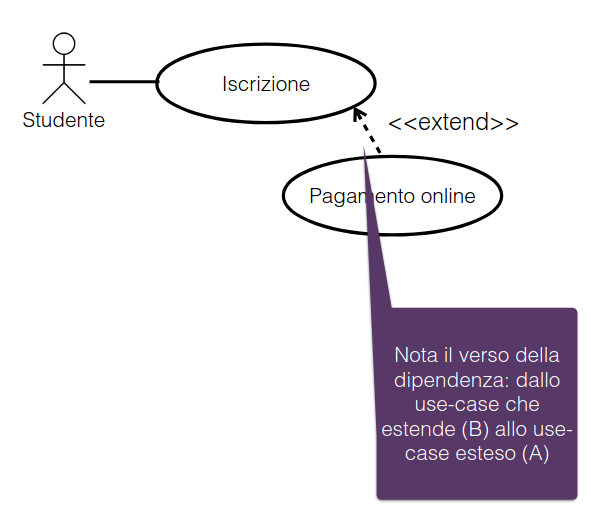 Iscrizione
Studente
<<extend>>
Pagamento online
Nota il verso della
dipendenza: dallo
use-case che
estende (B) allo use-
case esteso (A)